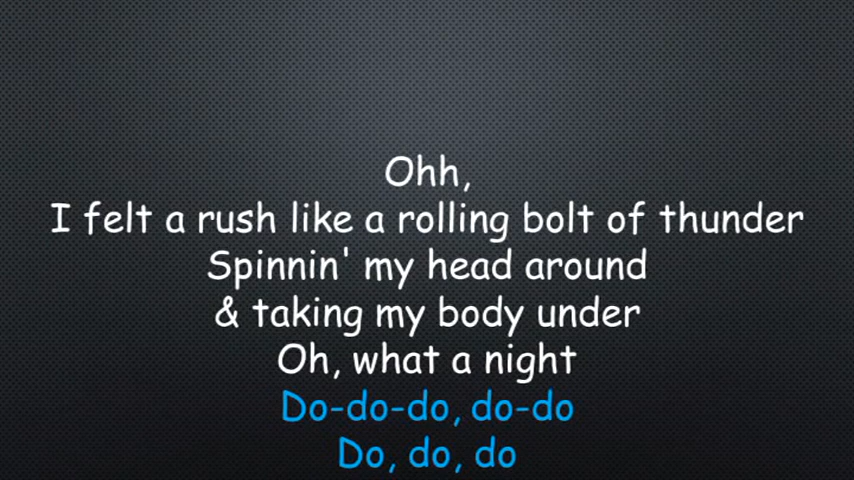 Ohh,
I felt a rush like a rolling bolt of thunder
Spinnin' my head around
& taking my body under
Oh, what a night
Do-do-do, do-do
Do, do, do